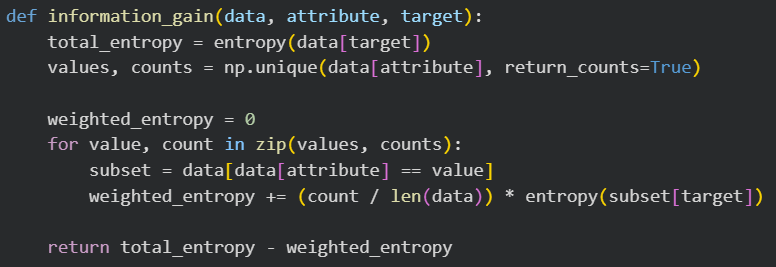 def information_gain(data, attribute, target):
    total_entropy = entropy(data[target])
    values, counts = np.unique(data[attribute], return_counts=True)

    weighted_entropy = 0
    for value, count in zip(values, counts):
        subset = data[data[attribute] == value]
        weighted_entropy += (count / len(data)) * entropy(subset[target])

    return total_entropy - weighted_entropy